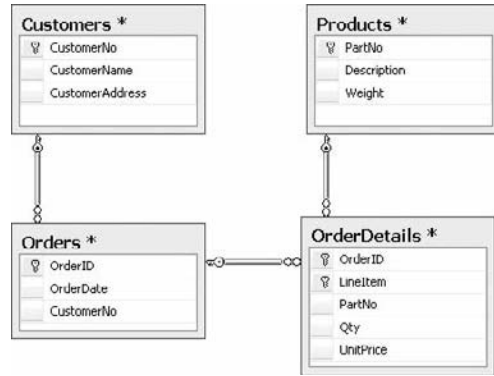 Customers *
CustomerNo
CustomerName
CustomerAddress
Products *
PartNo
Description
Weight
Orders *
OrderID
OrderDate
CustomerNo
OrderDetails *
OrderID
LineItem
PartNo
Qty
UnitPrice